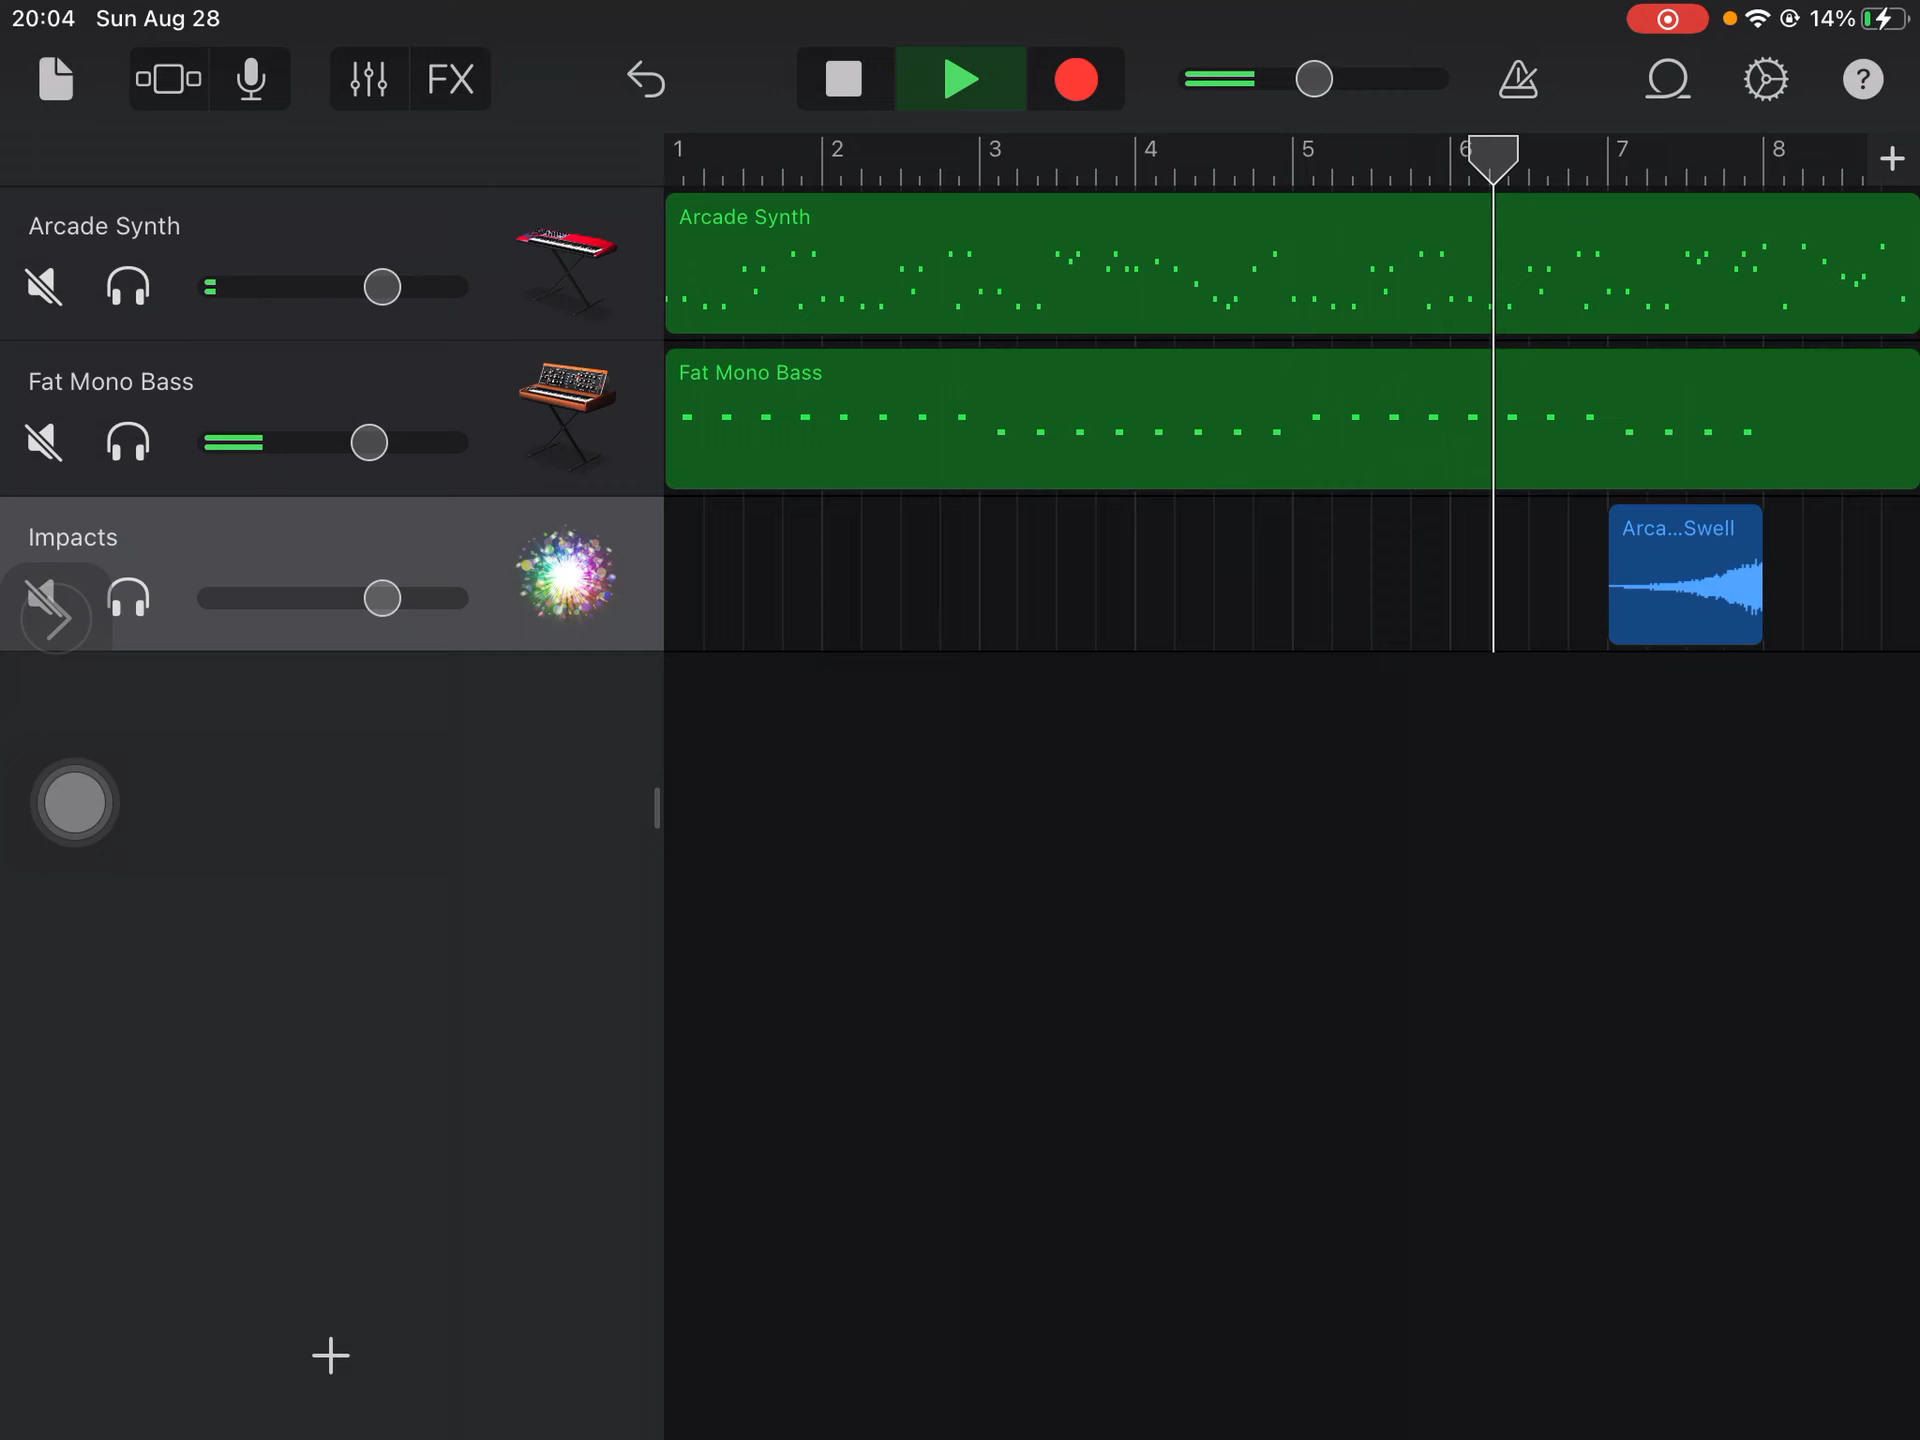 20:04 Sun Aug 28 14%
FX
1 2 3 4 5 6 7 8
Arcade Synth
Arcade Synth
Fat Mono Bass
Fat Mono Bass
Impacts
Arca...Swell